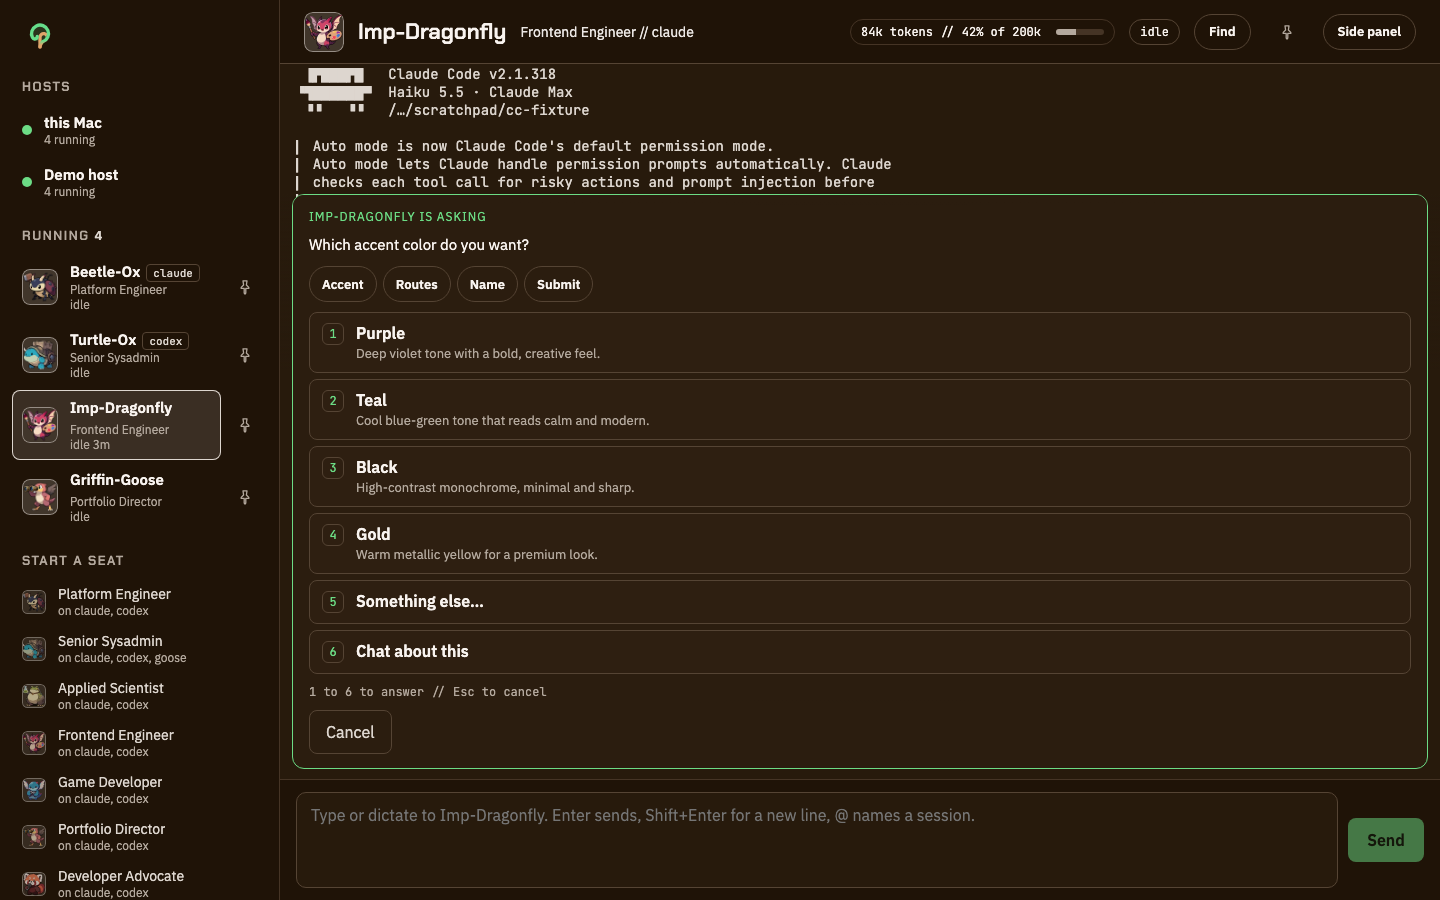 HOSTS
this Mac
4 running
Demo host
4 running
RUNNING 4
Beetle-Ox claude
Platform Engineer
idle
Turtle-Ox codex
Senior Sysadmin
idle
Imp-Dragonfly
Frontend Engineer
idle 3m
Griffin-Goose
Portfolio Director
idle
START A SEAT
Platform Engineer
on claude, codex
Senior Sysadmin
on claude, codex, goose
Applied Scientist
on claude, codex
Frontend Engineer
on claude, codex
Game Developer
on claude, codex
Portfolio Director
on claude, codex
Developer Advocate
on claude, codex
Imp-Dragonfly Frontend Engineer // claude 84k tokens // 42% of 200k idle Find Side panel
Claude Code v2.1.318
Haiku 5.5 · Claude Max
/…/scratchpad/cc-fixture
Auto mode is now Claude Code's default permission mode.
Auto mode lets Claude handle permission prompts automatically. Claude
checks each tool call for risky actions and prompt injection before
IMP-DRAGONFLY IS ASKING
Which accent color do you want?
Accent Routes Name Submit
1 Purple
Deep violet tone with a bold, creative feel.
2 Teal
Cool blue-green tone that reads calm and modern.
3 Black
High-contrast monochrome, minimal and sharp.
4 Gold
Warm metallic yellow for a premium look.
5 Something else...
6 Chat about this
1 to 6 to answer // Esc to cancel
Cancel
Type or dictate to Imp-Dragonfly. Enter sends, Shift+Enter for a new line, @ names a session.
Send